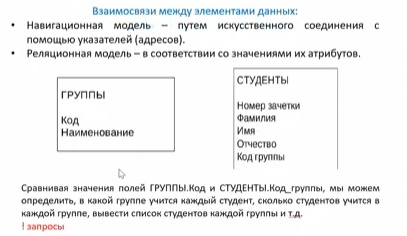 Взаимосвязи между элементами данных:
• Навигационная модель – путем искусственного соединения с
помощью указателей (адресов).
• Реляционная модель – в соответствии со значениями их атрибутов.
ГРУППЫ
Код
Наименование
СТУДЕНТЫ
Номер зачетки
Фамилия
Имя
Отчество
Код группы
Сравнивая значения полей ГРУППЫ.Код и СТУДЕНТЫ.Код_группы, мы можем
определить, в какой группе учится каждый студент, сколько студентов учится в
каждой группе, вывести список студентов каждой группы и т.д.
! запросы